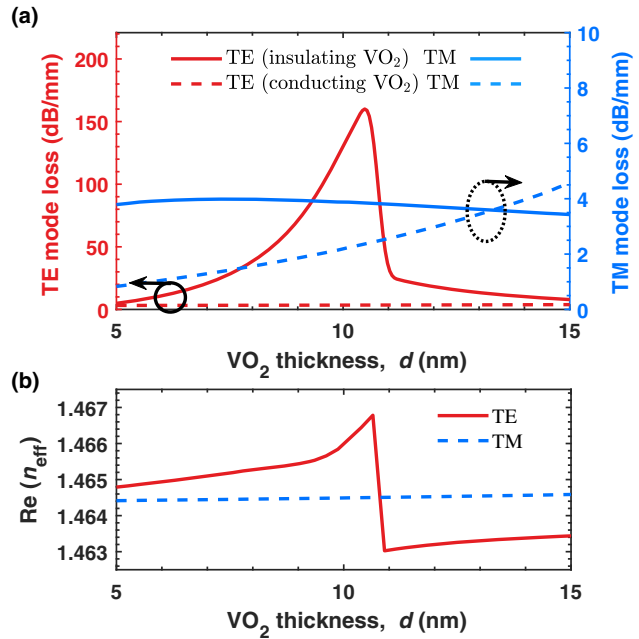 (a)
TE (insulating VO₂) TM
TE (conducting VO₂) TM
TE mode loss (dB/mm)
200
150
100
50
0
TM mode loss (dB/mm)
10
8
6
4
2
0
5 10 15
VO₂ thickness, d (nm)
(b)
TE
TM
Re (n_eff)
1.467
1.466
1.465
1.464
1.463
5 10 15
VO₂ thickness, d (nm)